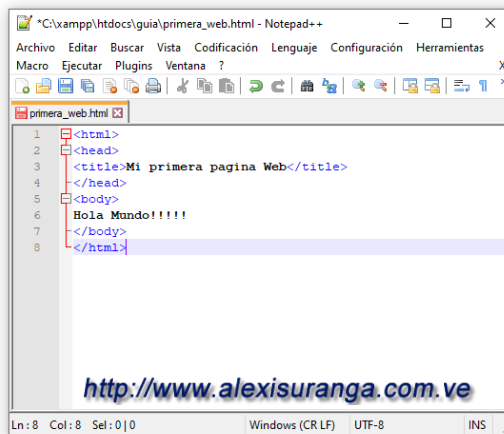 *C:\xampp\htdocs\guia\primera_web.html - Notepad++
Archivo Editar Buscar Vista Codificación Lenguaje Configuración Herramientas
Macro Ejecutar Plugins Ventana ? X
primera_web.html
1 <html>
2 <head>
3 <title>Mi primera pagina Web</title>
4 </head>
5 <body>
6 Hola Mundo!!!!!
7 </body>
8 </html>
http://www.alexisuranga.com.ve
Ln : 8 Col : 8 Sel : 0 | 0 Windows (CR LF) UTF-8 INS